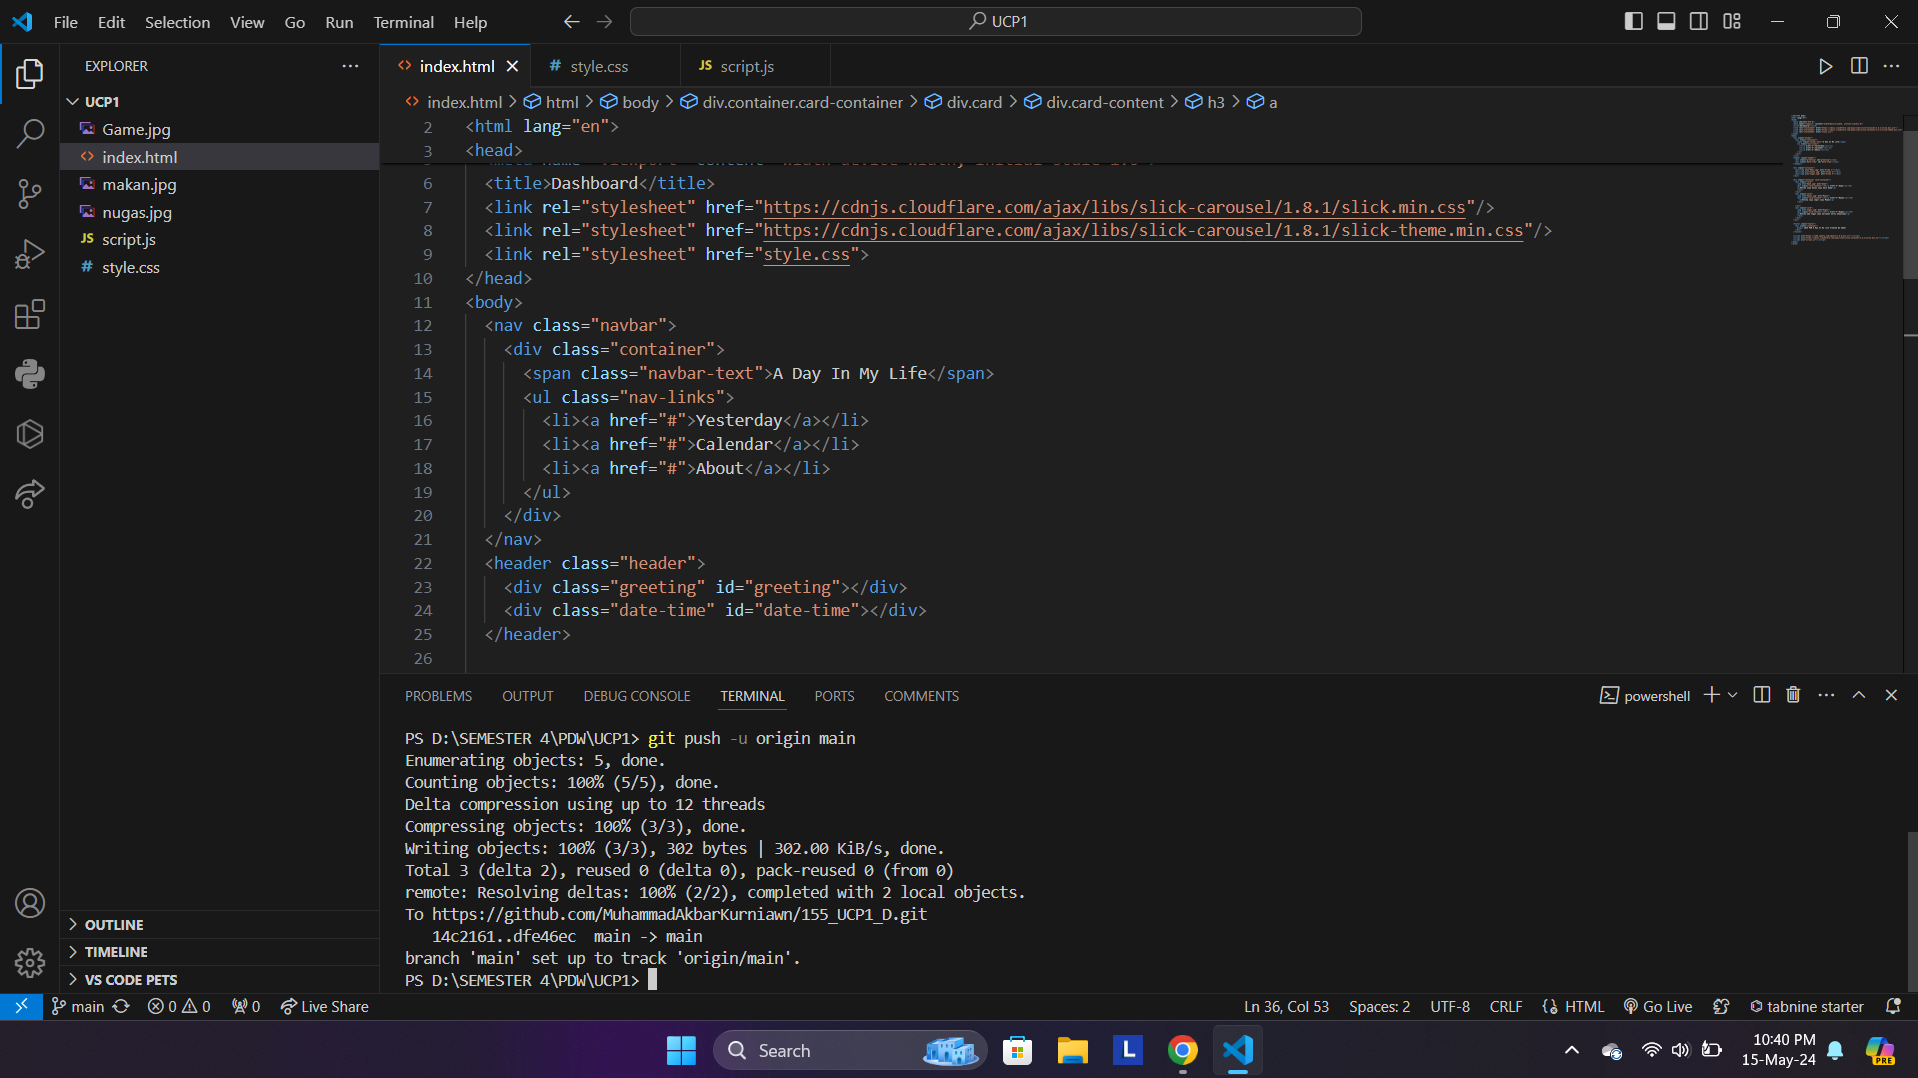 File Edit Selection View Go Run Terminal Help
UCP1
EXPLORER
UCP1
Game.jpg
index.html
makan.jpg
nugas.jpg
JS script.js
# style.css
OUTLINE
TIMELINE
VS CODE PETS
index.html
# style.css
JS script.js
index.html > html > body > div.container.card-container > div.card > div.card-content > h3 > a
2 <html lang="en">
3 <head>
6 <title>Dashboard</title>
7 <link rel="stylesheet" href="https://cdnjs.cloudflare.com/ajax/libs/slick-carousel/1.8.1/slick.min.css"/>
8 <link rel="stylesheet" href="https://cdnjs.cloudflare.com/ajax/libs/slick-carousel/1.8.1/slick-theme.min.css"/>
9 <link rel="stylesheet" href="style.css">
10 </head>
11 <body>
12 <nav class="navbar">
13 <div class="container">
14 <span class="navbar-text">A Day In My Life</span>
15 <ul class="nav-links">
16 <li><a href="#">Yesterday</a></li>
17 <li><a href="#">Calendar</a></li>
18 <li><a href="#">About</a></li>
19 </ul>
20 </div>
21 </nav>
22 <header class="header">
23 <div class="greeting" id="greeting"></div>
24 <div class="date-time" id="date-time"></div>
25 </header>
26
PROBLEMS OUTPUT DEBUG CONSOLE TERMINAL PORTS COMMENTS
powershell
PS D:\SEMESTER 4\PDW\UCP1> git push -u origin main
Enumerating objects: 5, done.
Counting objects: 100% (5/5), done.
Delta compression using up to 12 threads
Compressing objects: 100% (3/3), done.
Writing objects: 100% (3/3), 302 bytes | 302.00 KiB/s, done.
Total 3 (delta 2), reused 0 (delta 0), pack-reused 0 (from 0)
remote: Resolving deltas: 100% (2/2), completed with 2 local objects.
To https://github.com/MuhammadAkbarKurniawn/155_UCP1_D.git
14c2161..dfe46ec main -> main
branch 'main' set up to track 'origin/main'.
PS D:\SEMESTER 4\PDW\UCP1>
main 0 0 0 Live Share
Ln 36, Col 53 Spaces: 2 UTF-8 CRLF HTML Go Live tabnine starter
Search
L
10:40 PM
15-May-24
PRE